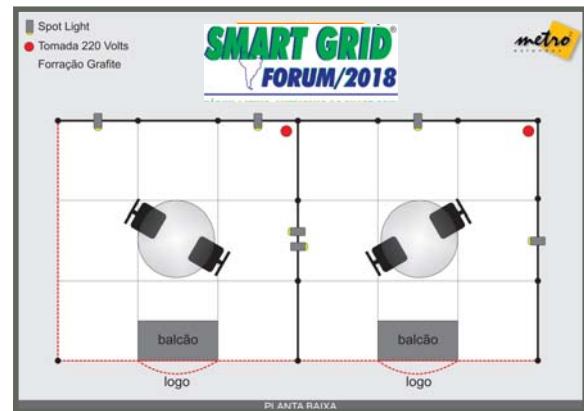 Spot Light
Tomada 220 Volts
Forração Grafite
SMART GRID®
FORUM/2018
metro
balcão
balcão
logo
logo
PLANTA BAIXA